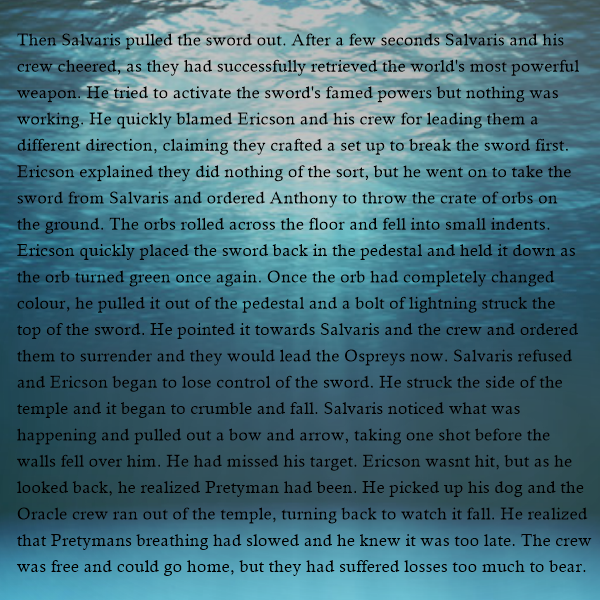 Then Salvaris pulled the sword out. After a few seconds Salvaris and his
crew cheered, as they had successfully retrieved the world's most powerful
weapon. He tried to activate the sword's famed powers but nothing was
working. He quickly blamed Ericson and his crew for leading them a
different direction, claiming they crafted a set up to break the sword first.
Ericson explained they did nothing of the sort, but he went on to take the
sword from Salvaris and ordered Anthony to throw the crate of orbs on
the ground. The orbs rolled across the floor and fell into small indents.
Ericson quickly placed the sword back in the pedestal and held it down as
the orb turned green once again. Once the orb had completely changed
colour, he pulled it out of the pedestal and a bolt of lightning struck the
top of the sword. He pointed it towards Salvaris and the crew and ordered
them to surrender and they would lead the Ospreys now. Salvaris refused
and Ericson began to lose control of the sword. He struck the side of the
temple and it began to crumble and fall. Salvaris noticed what was
happening and pulled out a bow and arrow, taking one shot before the
walls fell over him. He had missed his target. Ericson wasnt hit, but as he
looked back, he realized Pretyman had been. He picked up his dog and the
Oracle crew ran out of the temple, turning back to watch it fall. He realized
that Pretymans breathing had slowed and he knew it was too late. The crew
was free and could go home, but they had suffered losses too much to bear.